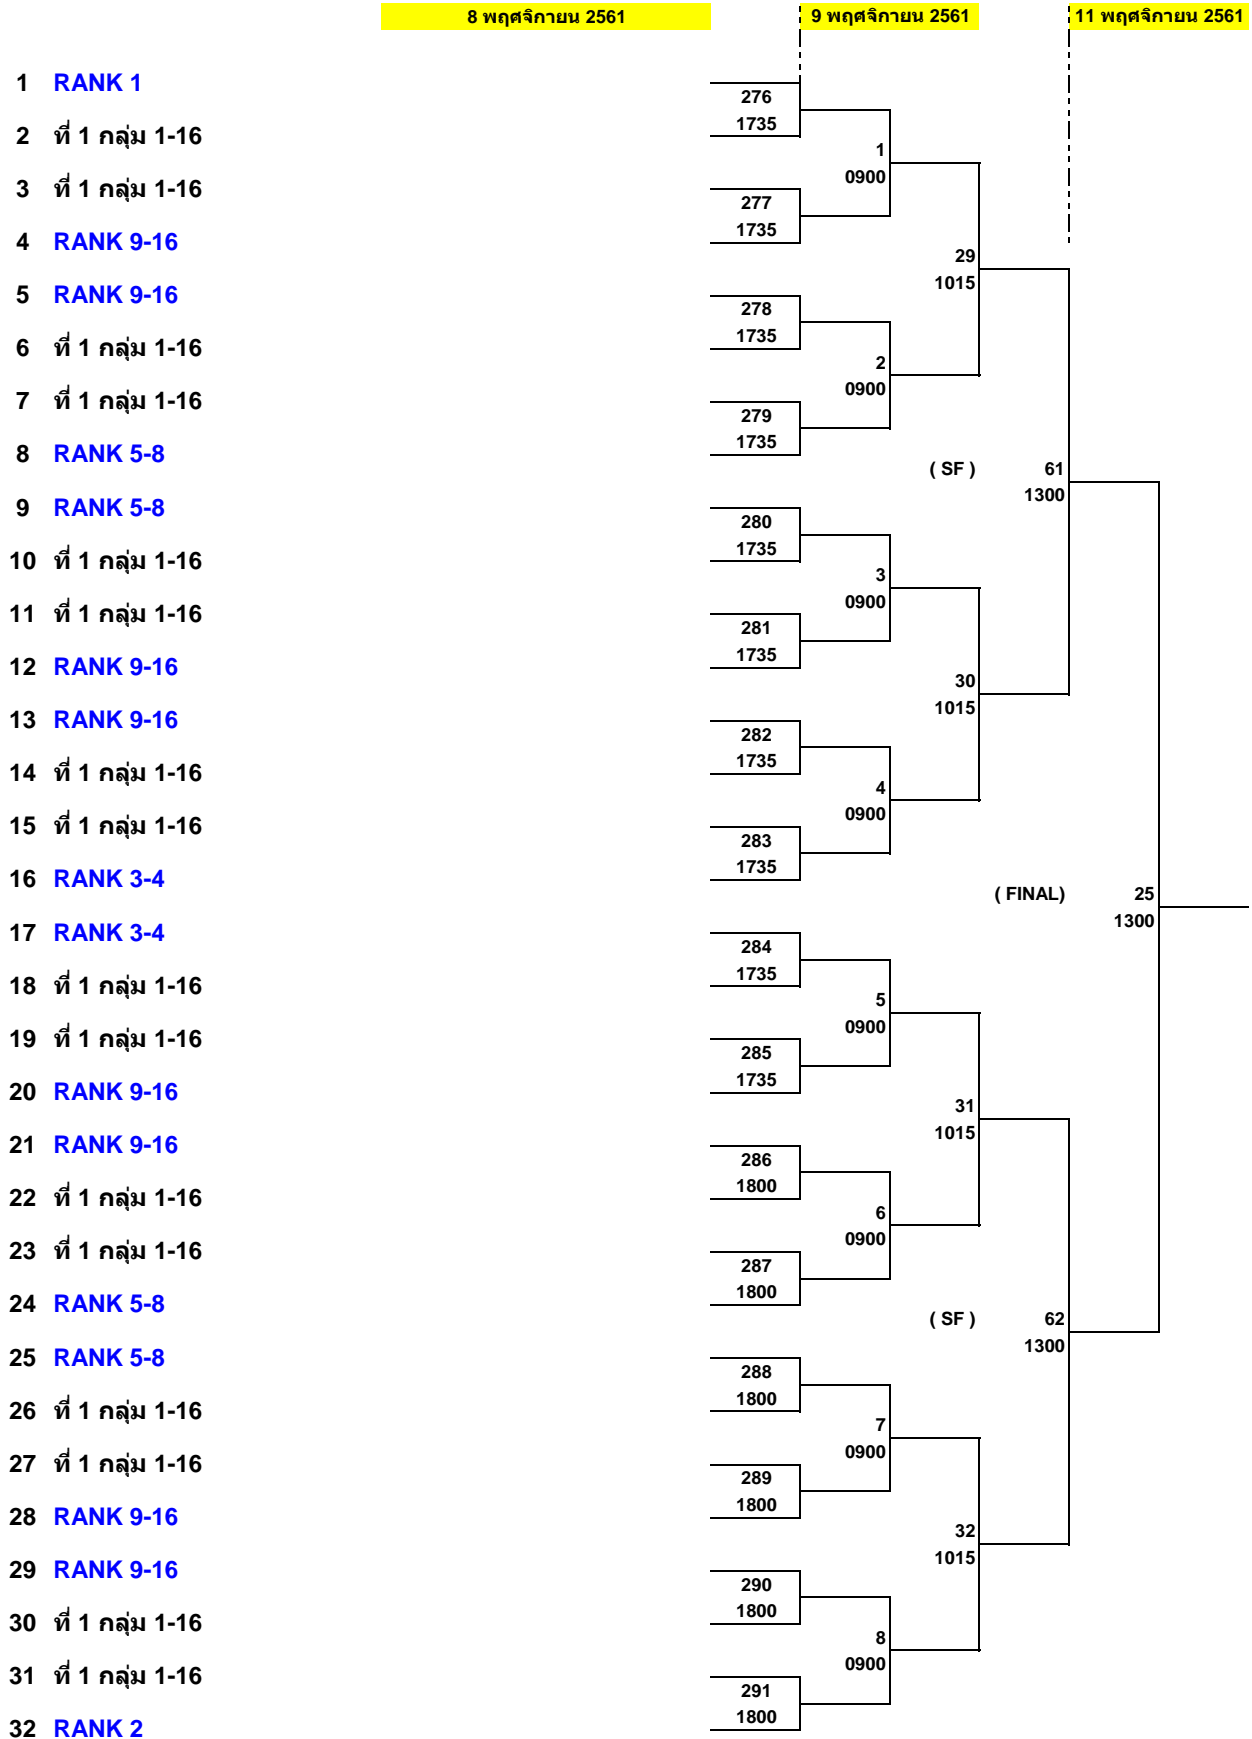 8 พฤศจิกายน 2561 9 พฤศจิกายน 2561 11 พฤศจิกายน 2561
1 RANK 1
276
1735
2 ที่ 1 กลุ่ม 1-16
1
0900
3 ที่ 1 กลุ่ม 1-16
277
1735
4 RANK 9-16
29
1015
5 RANK 9-16
278
1735
6 ที่ 1 กลุ่ม 1-16
2
0900
7 ที่ 1 กลุ่ม 1-16
279
1735
8 RANK 5-8
( SF ) 61
1300
9 RANK 5-8
280
1735
10 ที่ 1 กลุ่ม 1-16
3
0900
11 ที่ 1 กลุ่ม 1-16
281
1735
12 RANK 9-16
30
1015
13 RANK 9-16
282
1735
14 ที่ 1 กลุ่ม 1-16
4
0900
15 ที่ 1 กลุ่ม 1-16
283
1735
16 RANK 3-4
( FINAL) 25
1300
17 RANK 3-4
284
1735
18 ที่ 1 กลุ่ม 1-16
5
0900
19 ที่ 1 กลุ่ม 1-16
285
1735
20 RANK 9-16
31
1015
21 RANK 9-16
286
1800
22 ที่ 1 กลุ่ม 1-16
6
0900
23 ที่ 1 กลุ่ม 1-16
287
1800
24 RANK 5-8
( SF ) 62
1300
25 RANK 5-8
288
1800
26 ที่ 1 กลุ่ม 1-16
7
0900
27 ที่ 1 กลุ่ม 1-16
289
1800
28 RANK 9-16
32
1015
29 RANK 9-16
290
1800
30 ที่ 1 กลุ่ม 1-16
8
0900
31 ที่ 1 กลุ่ม 1-16
291
1800
32 RANK 2